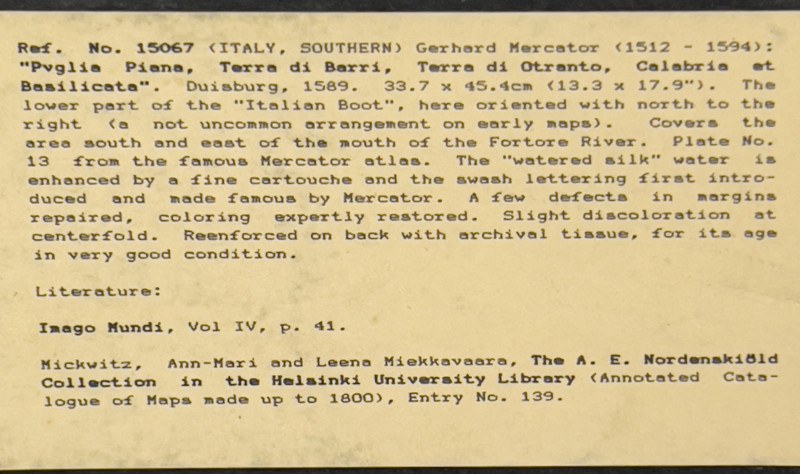 Ref. No. 15067 (ITALY, SOUTHERN) Gerhard Mercator (1512 - 1594):
"Pvglia Piana, Terra di Barri, Terra di Otranto, Calabria et
Basilicata". Duisburg, 1589. 33.7 x 45.4cm (13.3 x 17.9"). The
lower part of the "Italian Boot", here oriented with north to the
right (a not uncommon arrangement on early maps). Covers the
area south and east of the mouth of the Fortore River. Plate No.
13 from the famous Mercator atlas. The "watered silk" water is
enhanced by a fine cartouche and the swash lettering first intro-
duced and made famous by Mercator. A few defects in margins
repaired, coloring expertly restored. Slight discoloration at
centerfold. Reenforced on back with archival tissue, for its age
in very good condition.
Literature:
Imago Mundi, Vol IV, p. 41.
Mickwitz, Ann-Mari and Leena Miekkavaara, The A. E. Nordenskiöld
Collection in the Helsinki University Library (Annotated Cata-
logue of Maps made up to 1800), Entry No. 139.